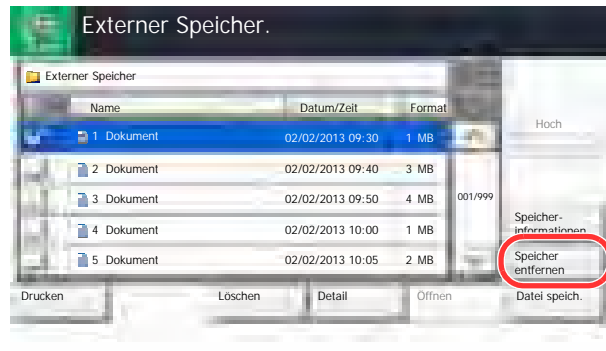 Externer Speicher.
Externer Speicher
Name Datum/Zeit Format
1 Dokument 02/02/2013 09:30 1 MB
2 Dokument 02/02/2013 09:40 3 MB
3 Dokument 02/02/2013 09:50 4 MB
4 Dokument 02/02/2013 10:00 1 MB
5 Dokument 02/02/2013 10:05 2 MB
001/999
Hoch
Speicher-
informationen
Speicher
entfernen
Drucken Löschen Detail Öffnen Datei speich.